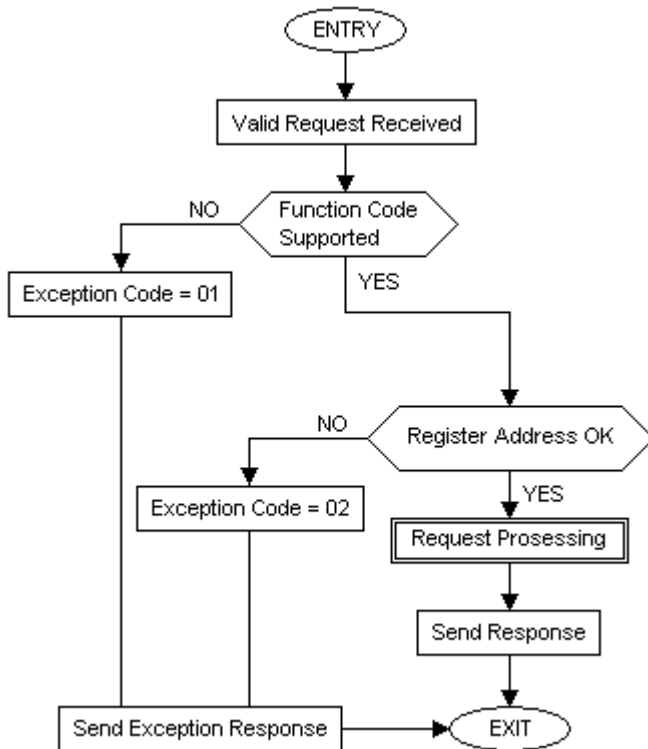 ENTRY
Valid Request Received
NO
Function Code
Supported
YES
Exception Code = 01
NO
Register Address OK
YES
Exception Code = 02
Request Prosessing
Send Response
Send Exception Response
EXIT